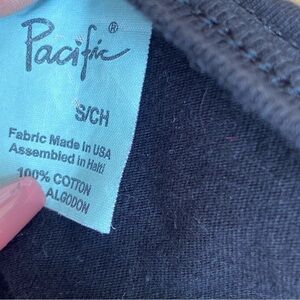 Pacific®
S/CH
Fabric Made in USA
Assembled in Haiti
100% COTTON
ALGODON